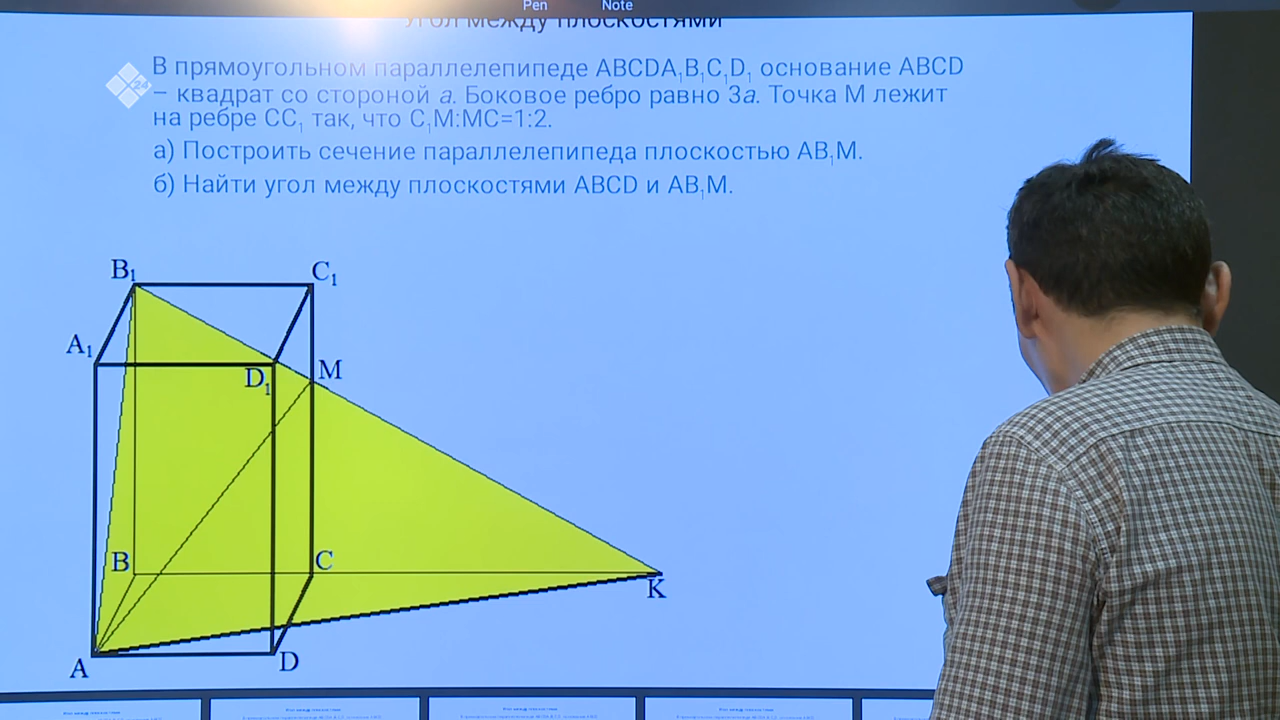 Pen Note
Угол между плоскостями
В прямоугольном параллелепипеде ABCDA₁B₁C₁D₁ основание ABCD
– квадрат со стороной a. Боковое ребро равно 3a. Точка М лежит
на ребре СС₁ так, что C₁M:MC=1:2.
а) Построить сечение параллелепипеда плоскостью AB₁M.
б) Найти угол между плоскостями ABCD и AB₁M.
24
B₁ C₁
A₁ D₁ M
B C
K
A D